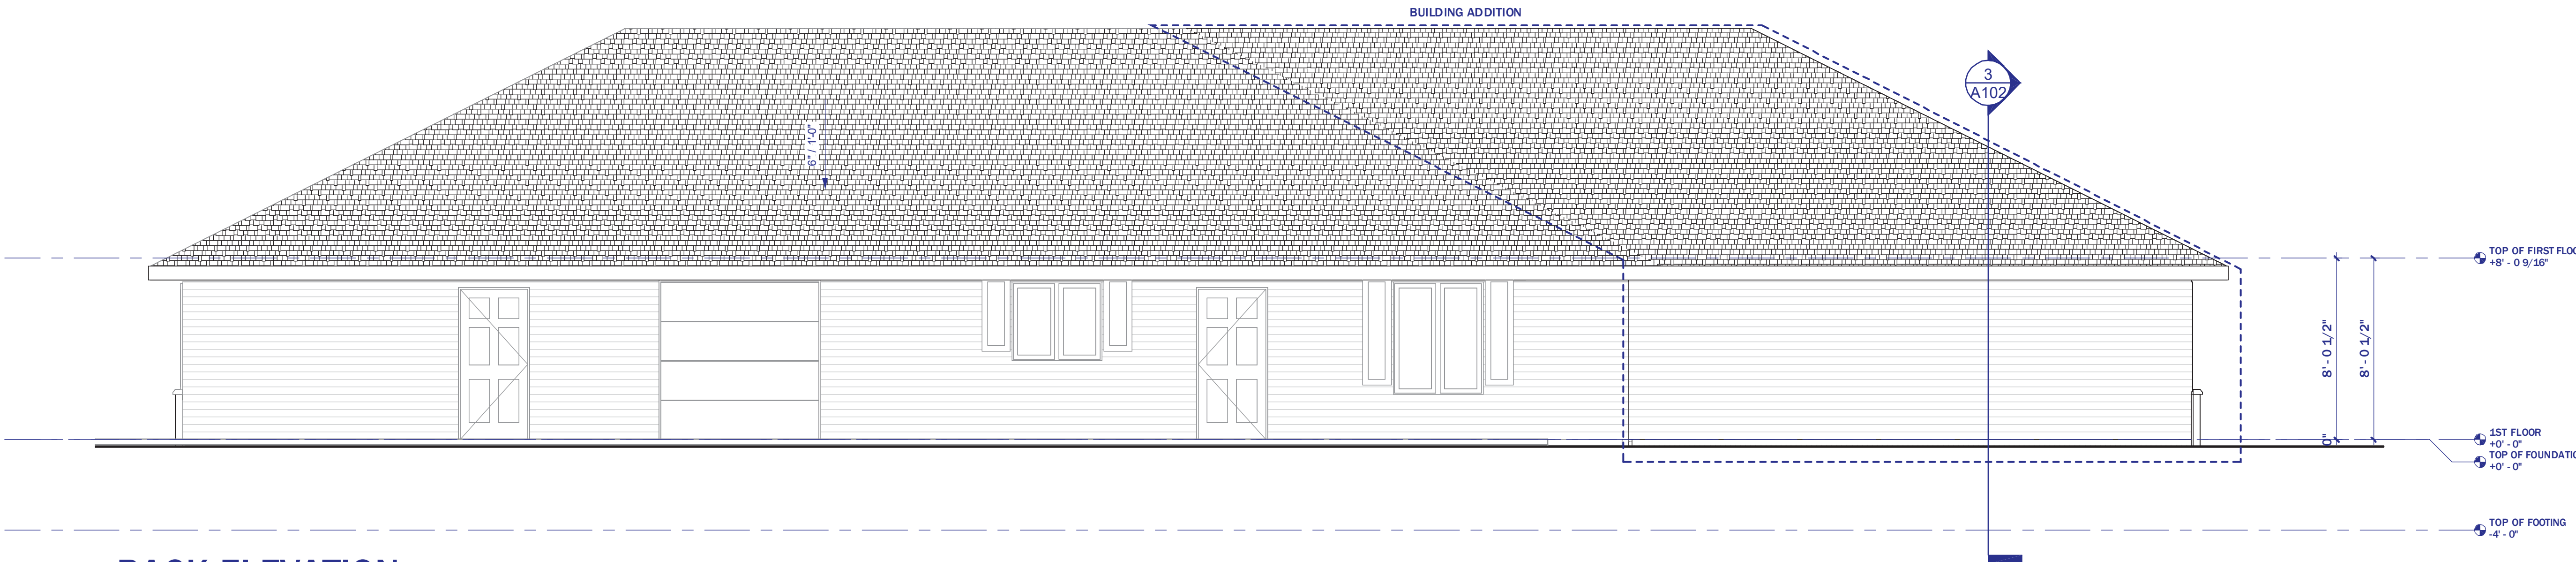 BUILDING ADDITION
3
A102
6" / 1'-0"
TOP OF FIRST FLOO
+8' - 0 9/16"
8' - 0 1/2"
8' - 0 1/2"
0"
1ST FLOOR
+0' - 0"
TOP OF FOUNDATIO
+0' - 0"
TOP OF FOOTING
-4' - 0"
BACK ELEVATION